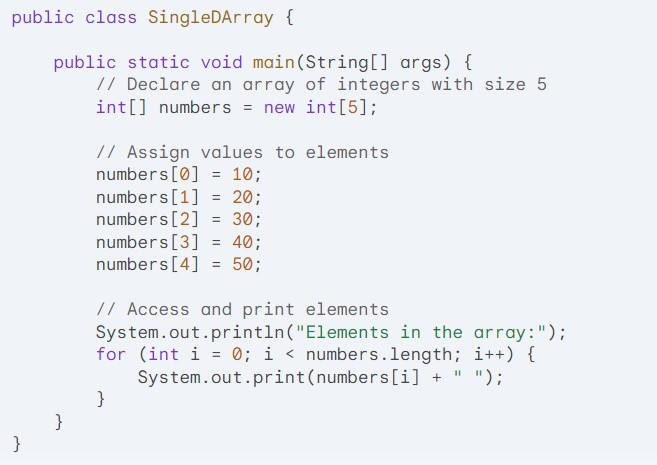 public class SingleDArray {
    public static void main(String[] args) {
        // Declare an array of integers with size 5
        int[] numbers = new int[5];

        // Assign values to elements
        numbers[0] = 10;
        numbers[1] = 20;
        numbers[2] = 30;
        numbers[3] = 40;
        numbers[4] = 50;

        // Access and print elements
        System.out.println("Elements in the array:");
        for (int i = 0; i < numbers.length; i++) {
            System.out.print(numbers[i] + " ");
        }
    }
}